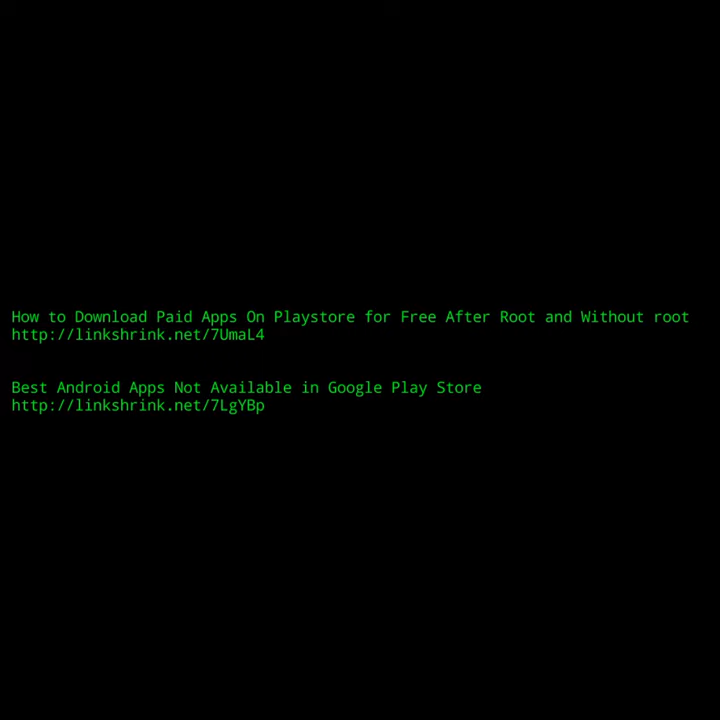 How to Download Paid Apps On Playstore for Free After Root and Without root
http://linkshrink.net/7UmaL4
Best Android Apps Not Available in Google Play Store
http://linkshrink.net/7LgYBp